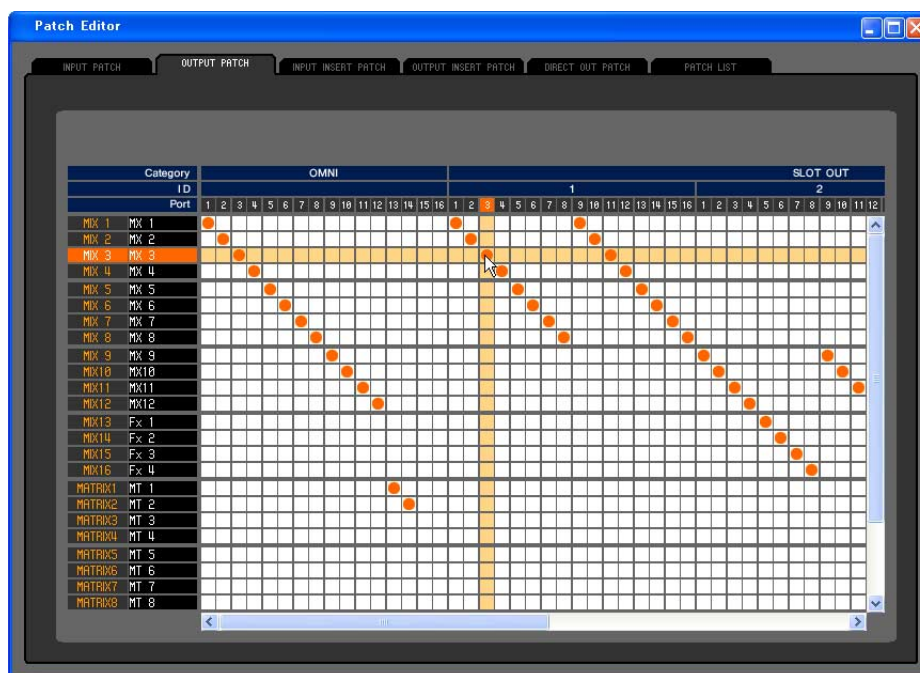 Patch Editor
INPUT PATCH OUTPUT PATCH INPUT INSERT PATCH OUTPUT INSERT PATCH DIRECT OUT PATCH PATCH LIST
Category OMNI SLOT OUT
ID 1 2
Port 1 2 3 4 5 6 7 8 9 10 11 12 13 14 15 16 1 2 3 4 5 6 7 8 9 10 11 12 13 14 15 16 1 2 3 4 5 6 7 8 9 10 11 12
MIX 1 MX 1
MIX 2 MX 2
MIX 3 MX 3
MIX 4 MX 4
MIX 5 MX 5
MIX 6 MX 6
MIX 7 MX 7
MIX 8 MX 8
MIX 9 MX 9
MIX10 MX10
MIX11 MX11
MIX12 MX12
MIX13 Fx 1
MIX14 Fx 2
MIX15 Fx 3
MIX16 Fx 4
MATRIX1 MT 1
MATRIX2 MT 2
MATRIX3 MT 3
MATRIX4 MT 4
MATRIX5 MT 5
MATRIX6 MT 6
MATRIX7 MT 7
MATRIX8 MT 8